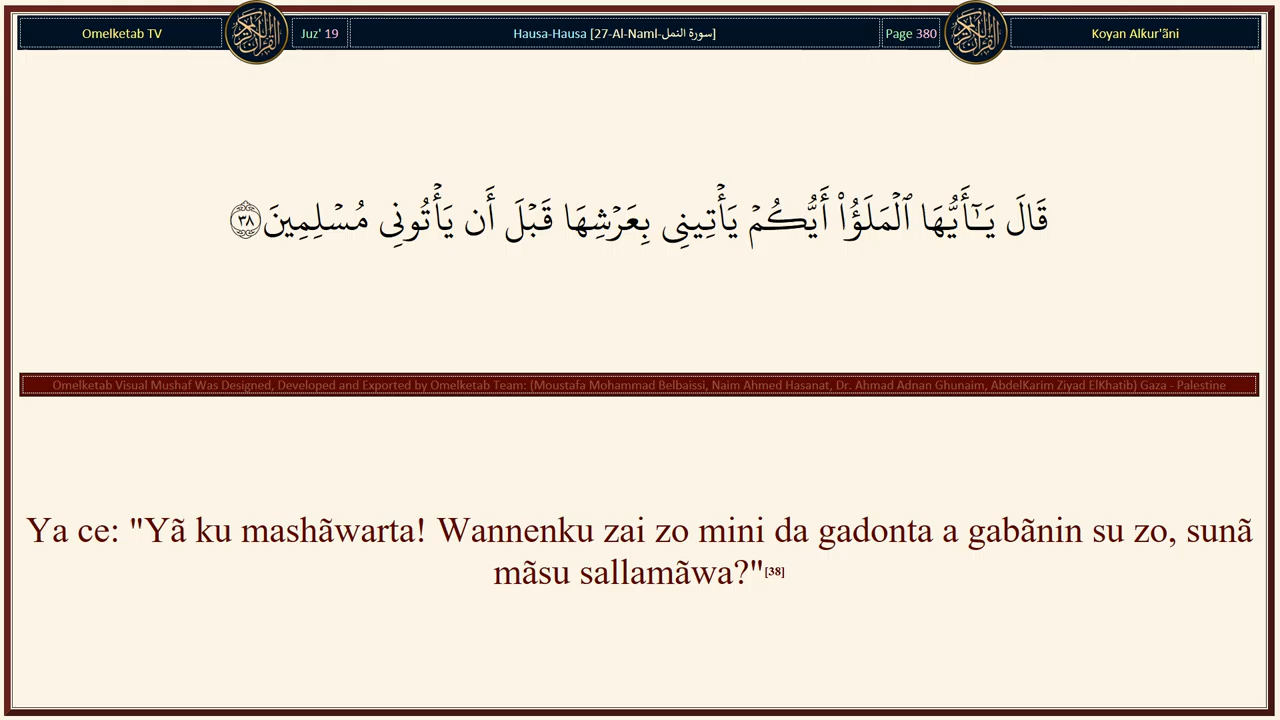 Omelketab TV
Juz' 19
Hausa-Hausa [27-Al-Naml-سورة النمل]
Page 380
Koyan Alƙur'ãni
قَالَ يَـٰٓأَيُّهَا ٱلْمَلَؤُا۟ أَيُّكُمْ يَأْتِينِى بِعَرْشِهَا قَبْلَ أَن يَأْتُونِى مُسْلِمِينَ ٣٨
Omelketab Visual Mushaf Was Designed, Developed and Exported by Omelketab Team: (Moustafa Mohammad Belbaissi, Naim Ahmed Hasanat, Dr. Ahmad Adnan Ghunaim, AbdelKarim Ziyad ElKhatib) Gaza - Palestine
Ya ce: "Yã ku mashãwarta! Wannenku zai zo mini da gadonta a gabãnin su zo, sunã
mãsu sallamãwa?"[38]